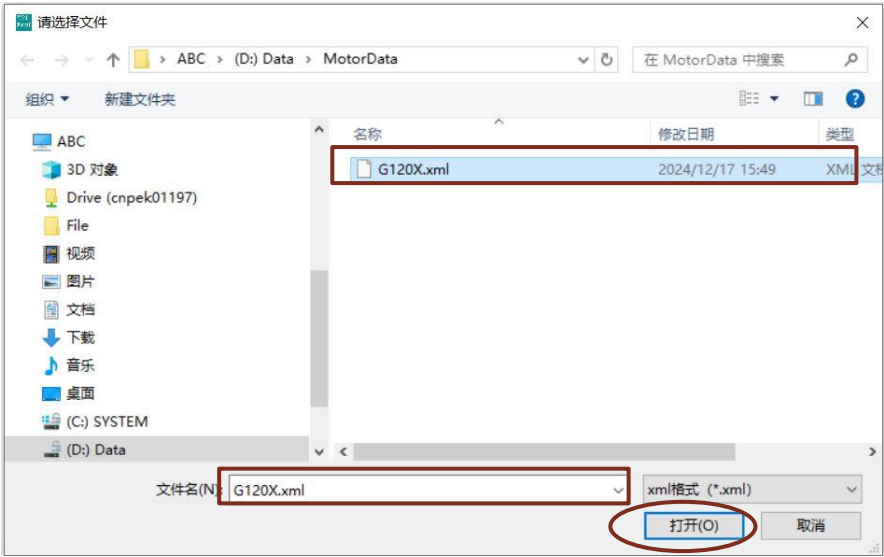 请选择文件
ABC › (D:) Data › MotorData
在 MotorData 中搜索
组织 新建文件夹
名称 修改日期 类型
ABC
3D 对象
Drive (cnpek01197)
File
视频
图片
文档
下载
音乐
桌面
(C:) SYSTEM
(D:) Data
G120X.xml 2024/12/17 15:49 XML 文档
文件名(N): G120X.xml xml格式 (*.xml)
打开(O) 取消